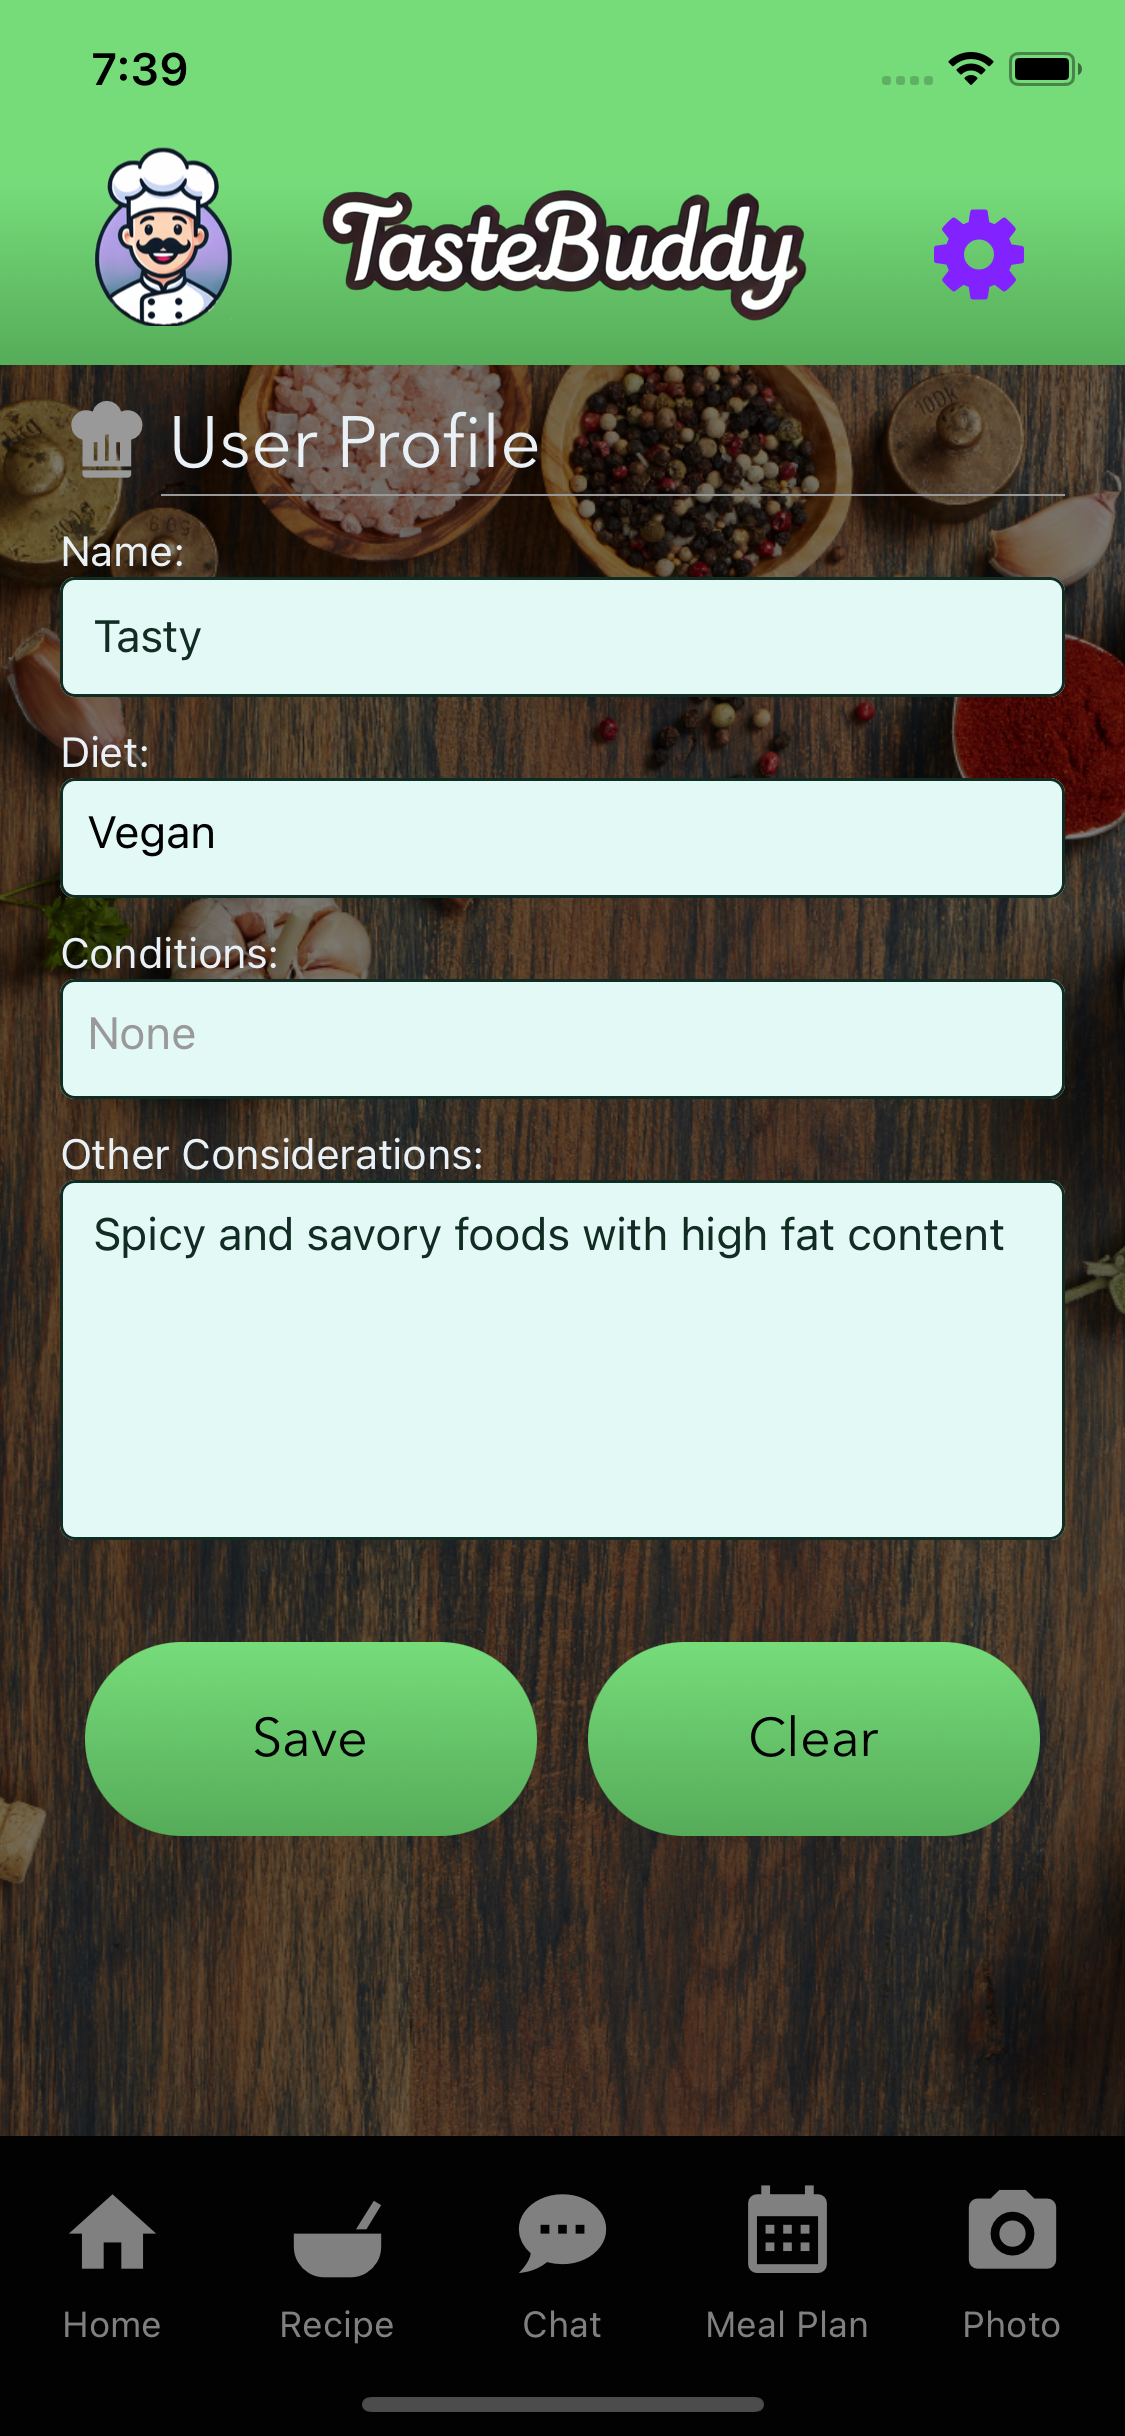 7:39
TasteBuddy
User Profile
Name:
Tasty
Diet:
Vegan
Conditions:
None
Other Considerations:
Spicy and savory foods with high fat content
Save
Clear
Home
Recipe
Chat
Meal Plan
Photo